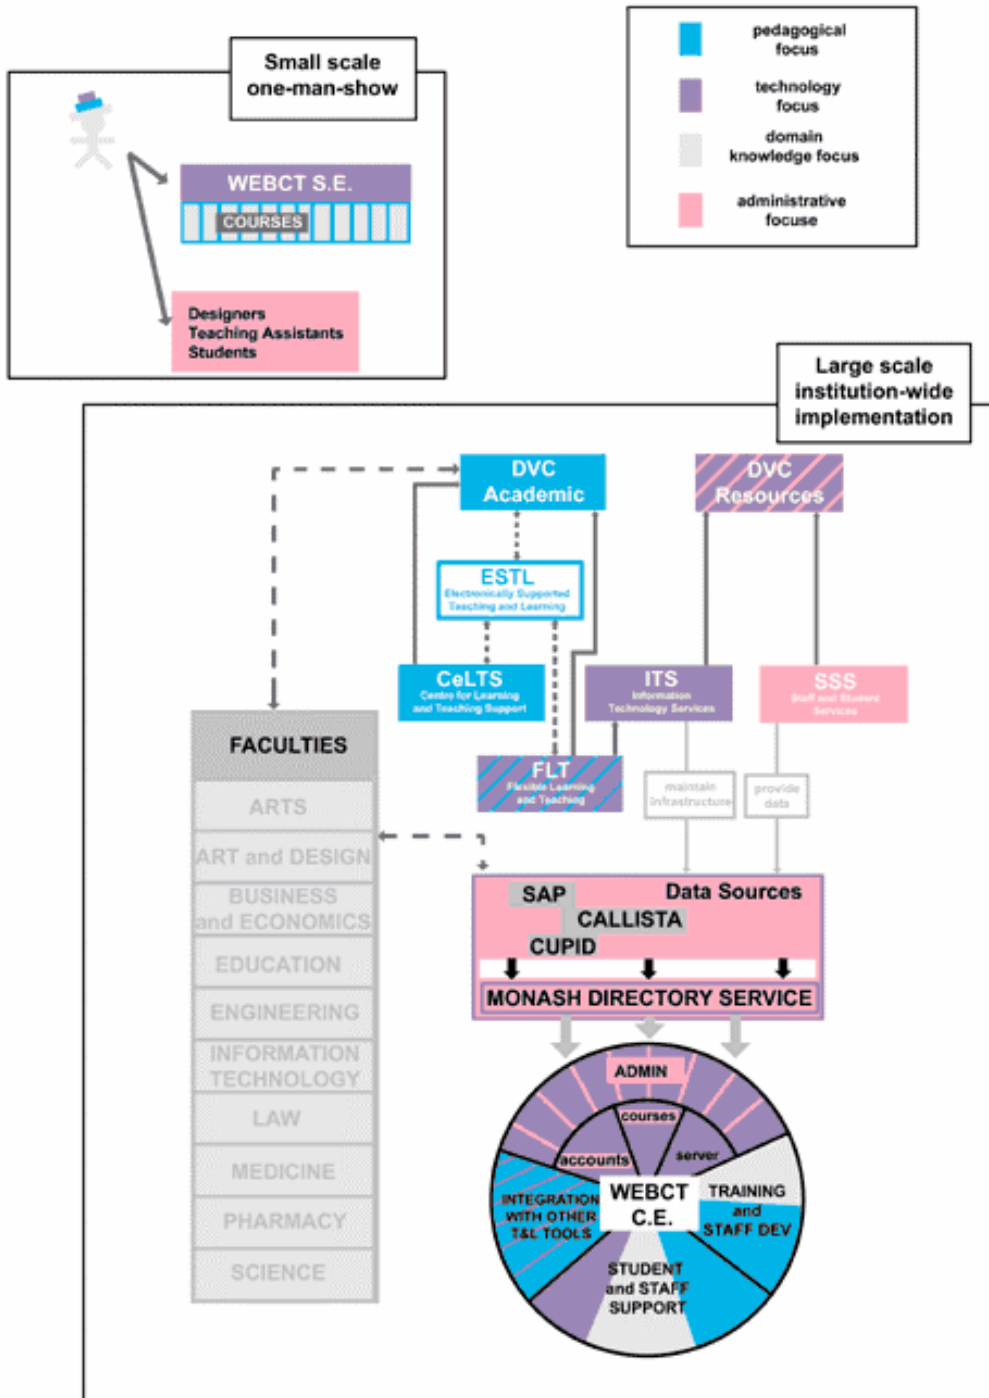 Small scale
one-man-show
WEBCT S.E.
COURSES
Designers
Teaching Assistants
Students
pedagogical
focus
technology
focus
domain
knowledge focus
administrative
focuse
Large scale
institution-wide
implementation
DVC
Academic
DVC
Resources
ESTL
Electronically Supported
Teaching and Learning
CeLTS
Centre for Learning
and Teaching Support
ITS
Information
Technology Services
SSS
Staff and Student
Services
FLT
Flexible Learning
and Teaching
maintain
infrastructure
provide
data
FACULTIES
ARTS
ART and DESIGN
BUSINESS
and ECONOMICS
EDUCATION
ENGINEERING
INFORMATION
TECHNOLOGY
LAW
MEDICINE
PHARMACY
SCIENCE
SAP
Data Sources
CALLISTA
CUPID
MONASH DIRECTORY SERVICE
ADMIN
courses
accounts
server
WEBCT
C.E.
INTEGRATION
WITH OTHER
T&L TOOLS
TRAINING
and
STAFF DEV
STUDENT
and STAFF
SUPPORT